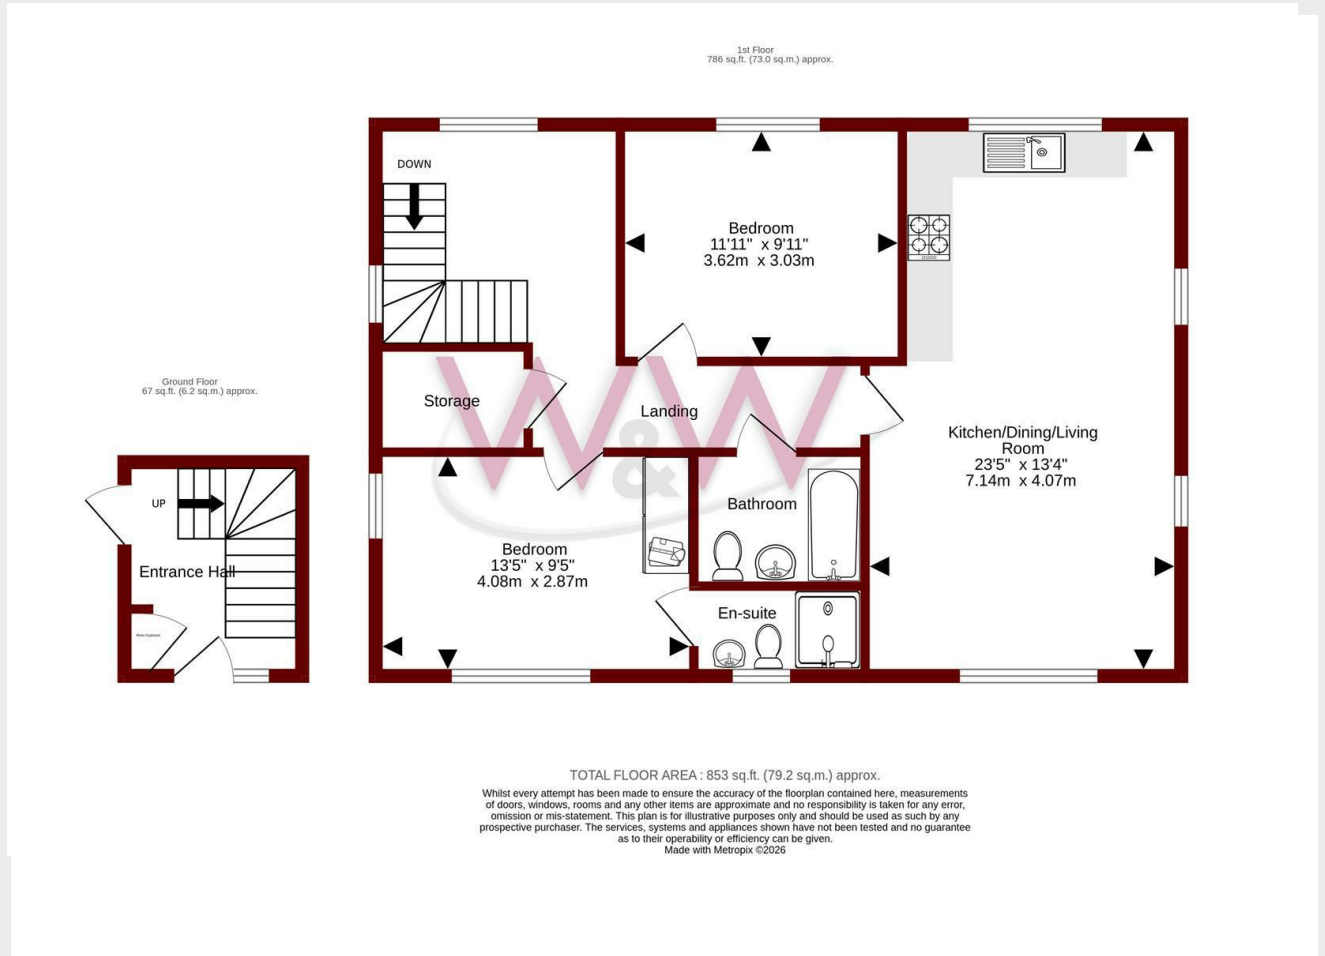 1st Floor
786 sq.ft. (73.0 sq.m.) approx.
DOWN
Bedroom
11'11" x 9'11"
3.62m x 3.03m
Ground Floor
67 sq.ft. (6.2 sq.m.) approx.
Storage
Landing
W&W
Kitchen/Dining/Living
Room
23'5" x 13'4"
7.14m x 4.07m
UP
Bathroom
Bedroom
13'5" x 9'5"
4.08m x 2.87m
Entrance Hall
En-suite
TOTAL FLOOR AREA : 853 sq.ft. (79.2 sq.m.) approx.
Whilst every attempt has been made to ensure the accuracy of the floorplan contained here, measurements
of doors, windows, rooms and any other items are approximate and no responsibility is taken for any error,
omission or mis-statement. This plan is for illustrative purposes only and should be used as such by any
prospective purchaser. The services, systems and appliances shown have not been tested and no guarantee
as to their operability or efficiency can be given.
Made with Metropix ©2026